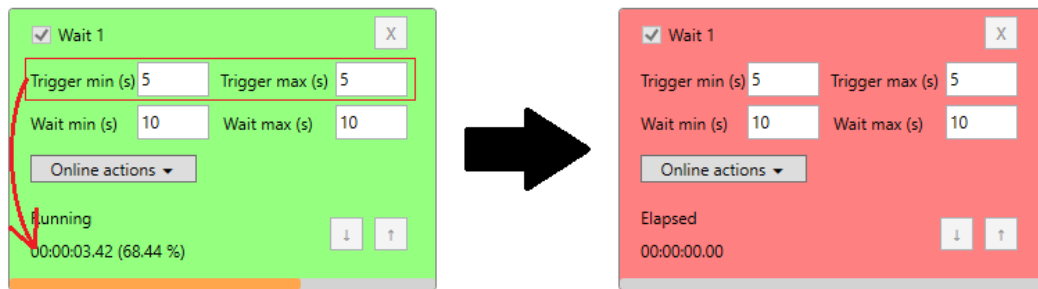 Wait 1
X
Trigger min (s) 5 Trigger max (s) 5
Wait min (s) 10 Wait max (s) 10
Online actions
Running
00:00:03.42 (68.44 %)
↓ ↑
Wait 1
X
Trigger min (s) 5 Trigger max (s) 5
Wait min (s) 10 Wait max (s) 10
Online actions
Elapsed
00:00:00.00
↓ ↑